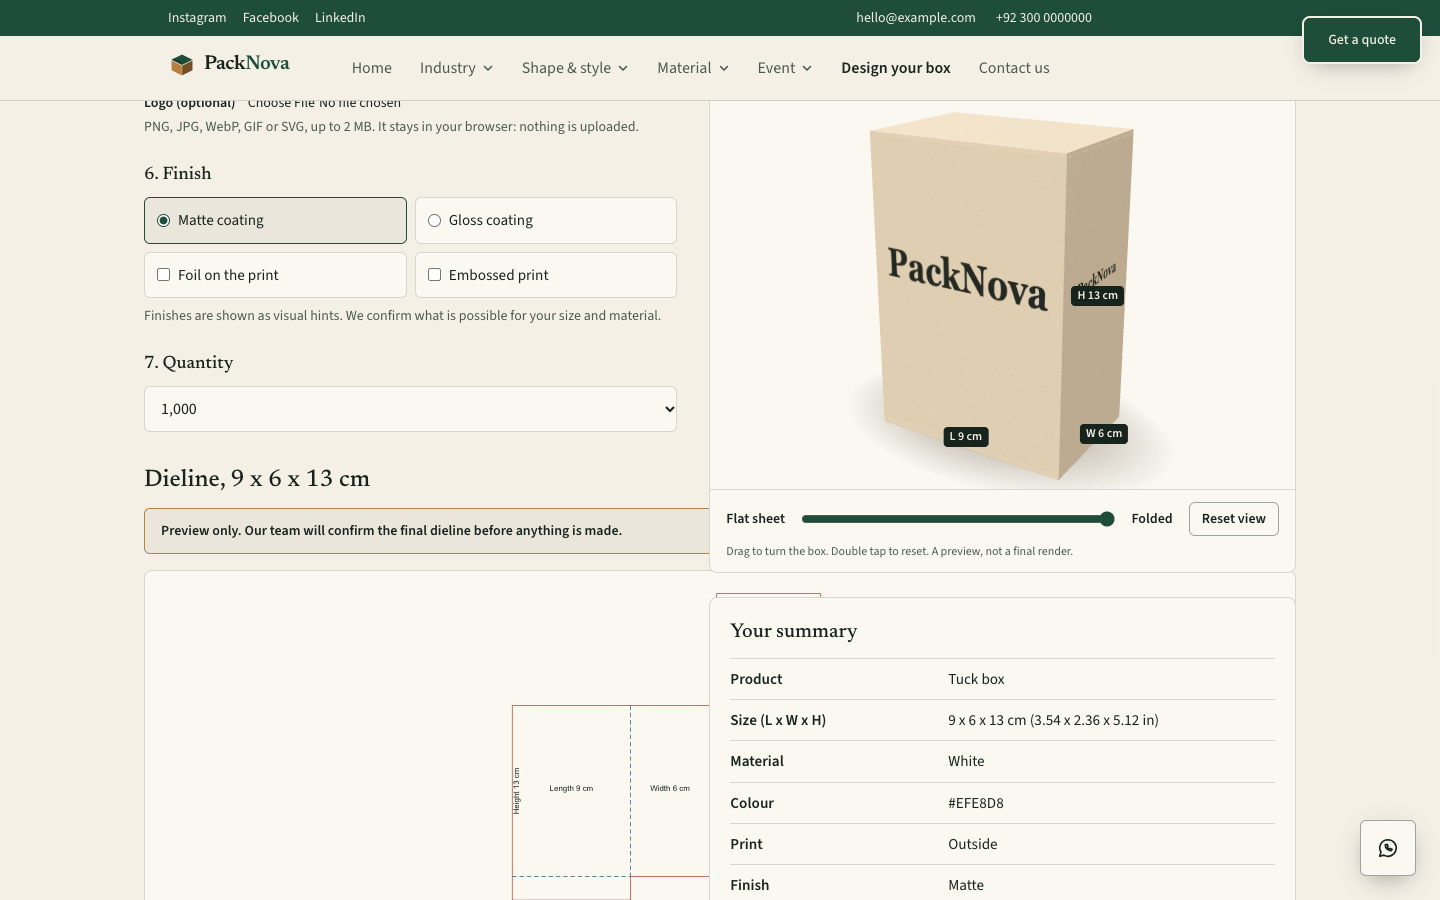 Instagram Facebook LinkedIn
hello@example.com +92 300 0000000
Get a quote
PackNova
Home Industry Shape & style Material Event Design your box Contact us
Logo (optional) Choose File No file chosen
PNG, JPG, WebP, GIF or SVG, up to 2 MB. It stays in your browser: nothing is uploaded.
6. Finish
Matte coating
Gloss coating
Foil on the print
Embossed print
Finishes are shown as visual hints. We confirm what is possible for your size and material.
7. Quantity
1,000
Dieline, 9 x 6 x 13 cm
Preview only. Our team will confirm the final dieline before anything is made.
Height 13 cm
Length 9 cm
Width 6 cm
PackNova
PackNova
H 13 cm
L 9 cm
W 6 cm
Flat sheet
Folded
Reset view
Drag to turn the box. Double tap to reset. A preview, not a final render.
Your summary
Product Tuck box
Size (L x W x H) 9 x 6 x 13 cm (3.54 x 2.36 x 5.12 in)
Material White
Colour #EFE8D8
Print Outside
Finish Matte